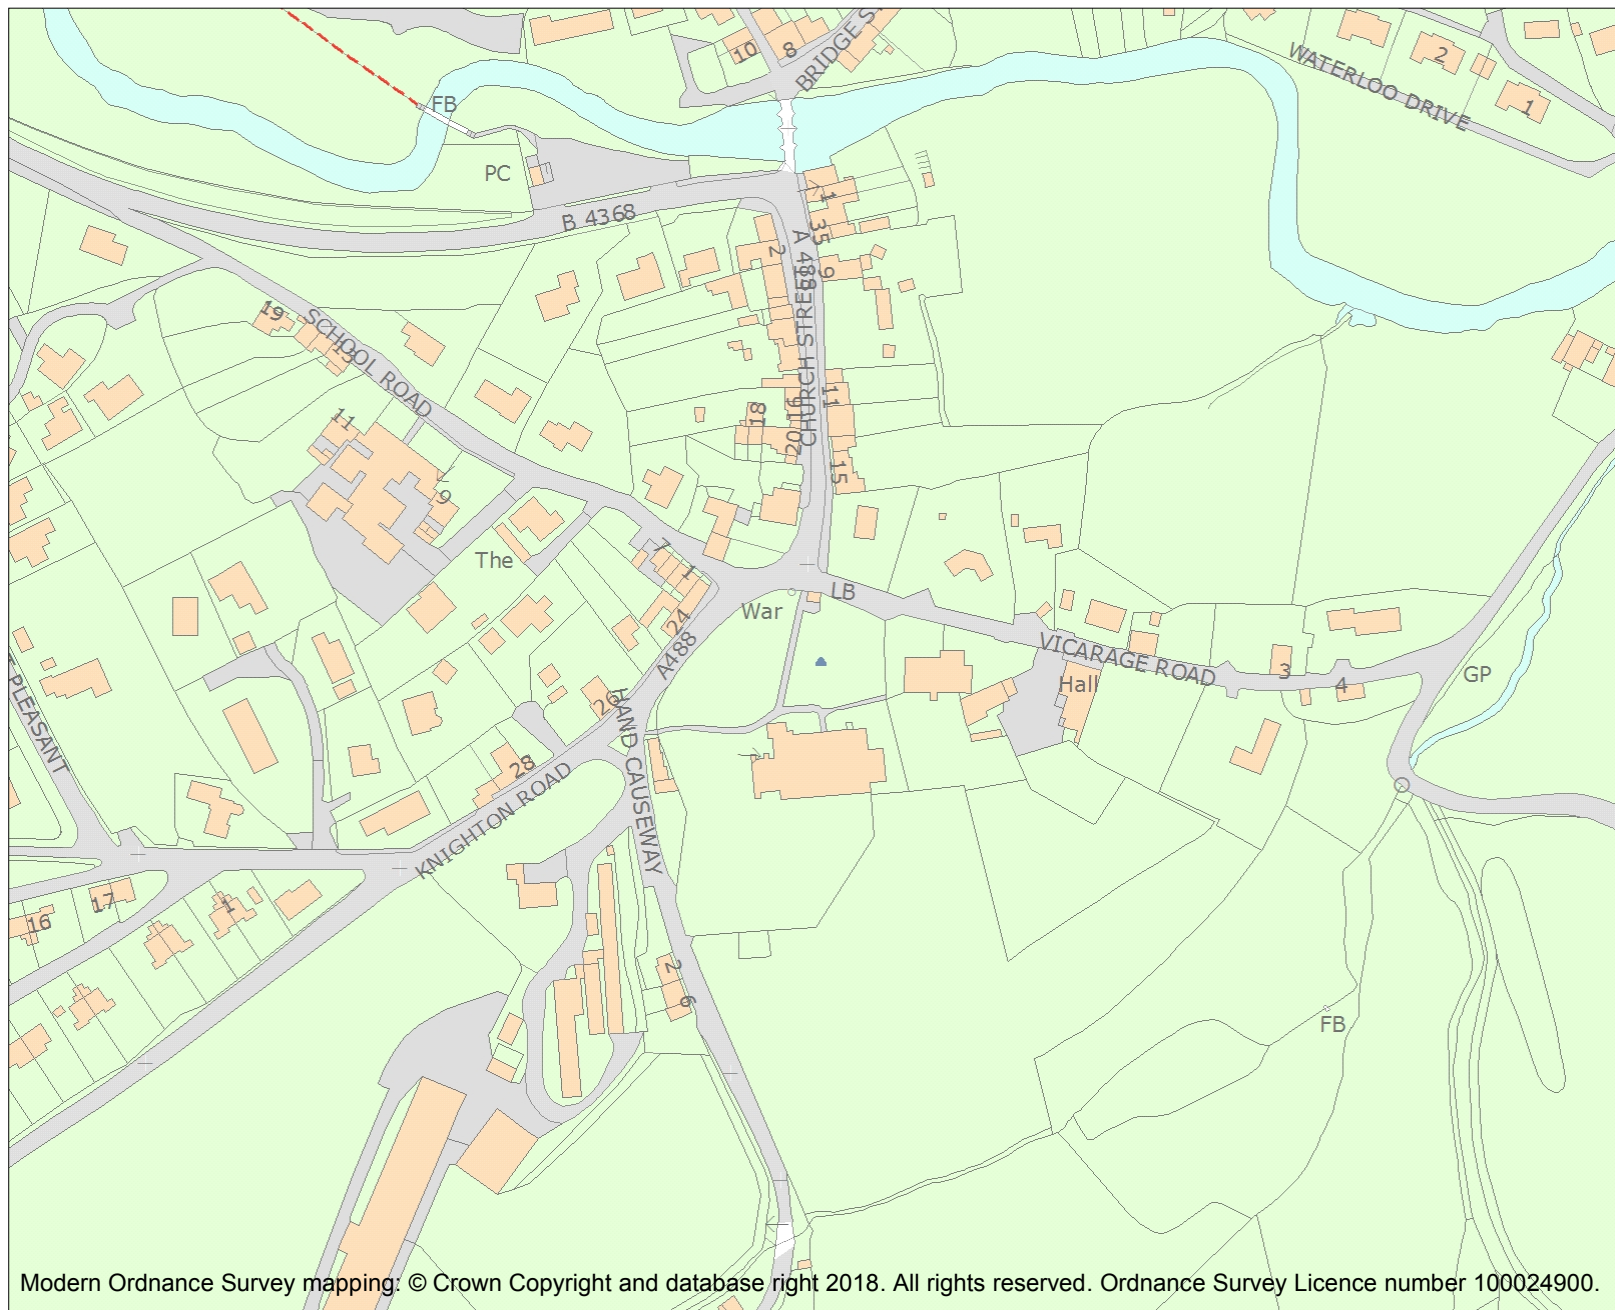 10
8
BRIDGE S
WATERLOO DRIVE
2
1
FB
PC
B 4368
1
35
2
A 488
9
CHURCH STREET
19
SCHOOL ROAD
13
11
11
16
18
20
15
9
The
7
1
24
War
LB
A488
VICARAGE ROAD
Hall
3
4
GP
26
HAND CAUSEWAY
T PLEASANT
28
KNIGHTON ROAD
16
17
1
2
6
FB
Modern Ordnance Survey mapping: © Crown Copyright and database right 2018. All rights reserved. Ordnance Survey Licence number 100024900.